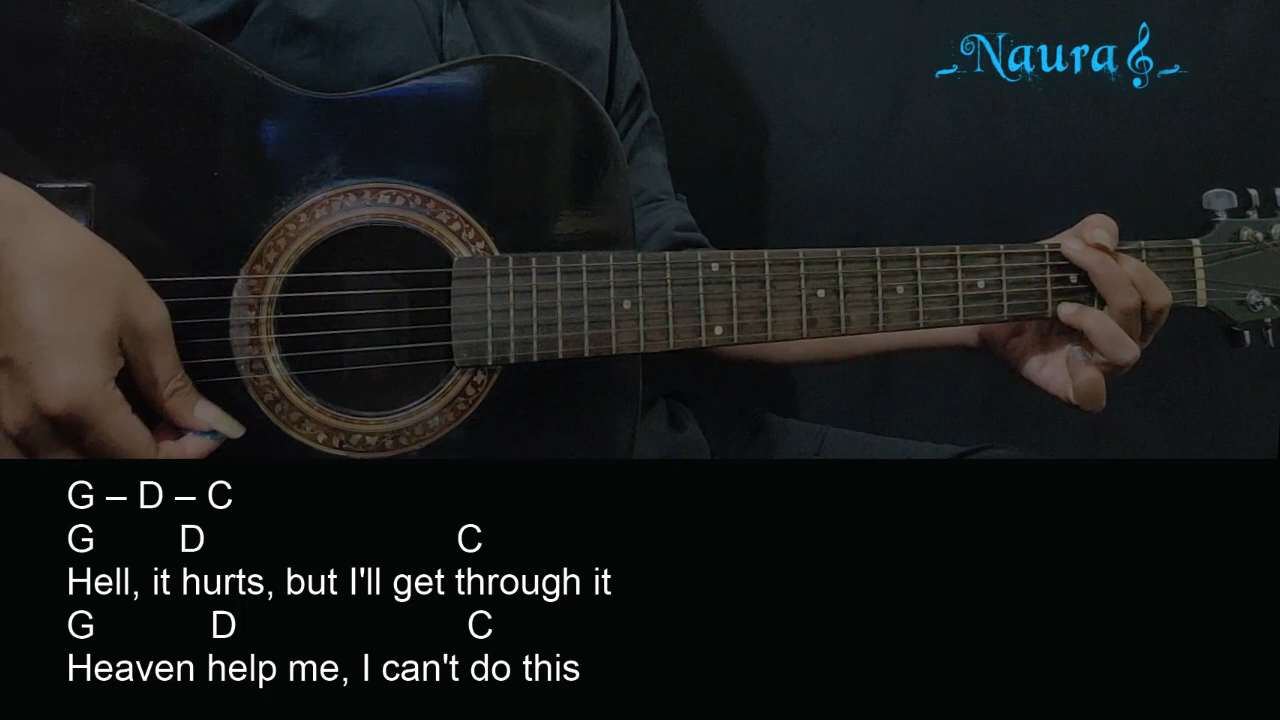 Naura
G – D – C
G D C
Hell, it hurts, but I'll get through it
G D C
Heaven help me, I can't do this